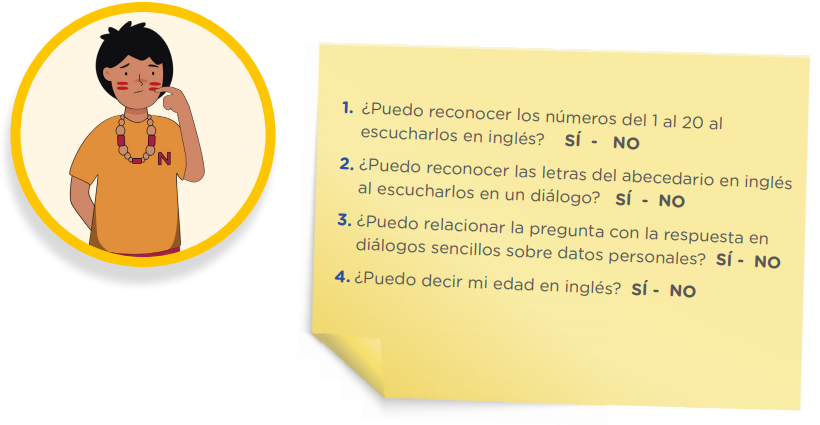 N
1. ¿Puedo reconocer los números del 1 al 20 al
escucharlos en inglés? SÍ - NO
2. ¿Puedo reconocer las letras del abecedario en inglés
al escucharlos en un diálogo? SÍ - NO
3. ¿Puedo relacionar la pregunta con la respuesta en
diálogos sencillos sobre datos personales? SÍ - NO
4. ¿Puedo decir mi edad en inglés? SÍ - NO